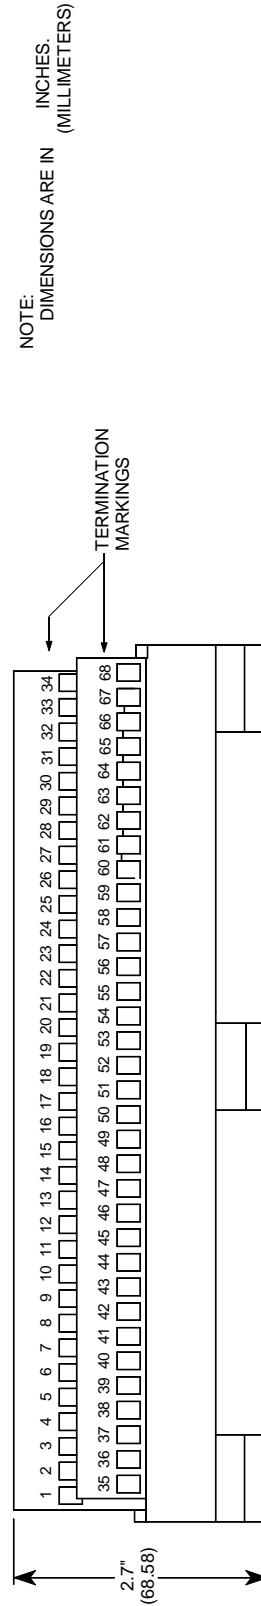 NOTE:
DIMENSIONS ARE IN INCHES.
(MILLIMETERS)
TERMINATION
MARKINGS
1 2 3 4 5 6 7 8 9 10 11 12 13 14 15 16 17 18 19 20 21 22 23 24 25 26 27 28 29 30 31 32 33 34
35 36 37 38 39 40 41 42 43 44 45 46 47 48 49 50 51 52 53 54 55 56 57 58 59 60 61 62 63 64 65 66 67 68
2.7"
(68.58)